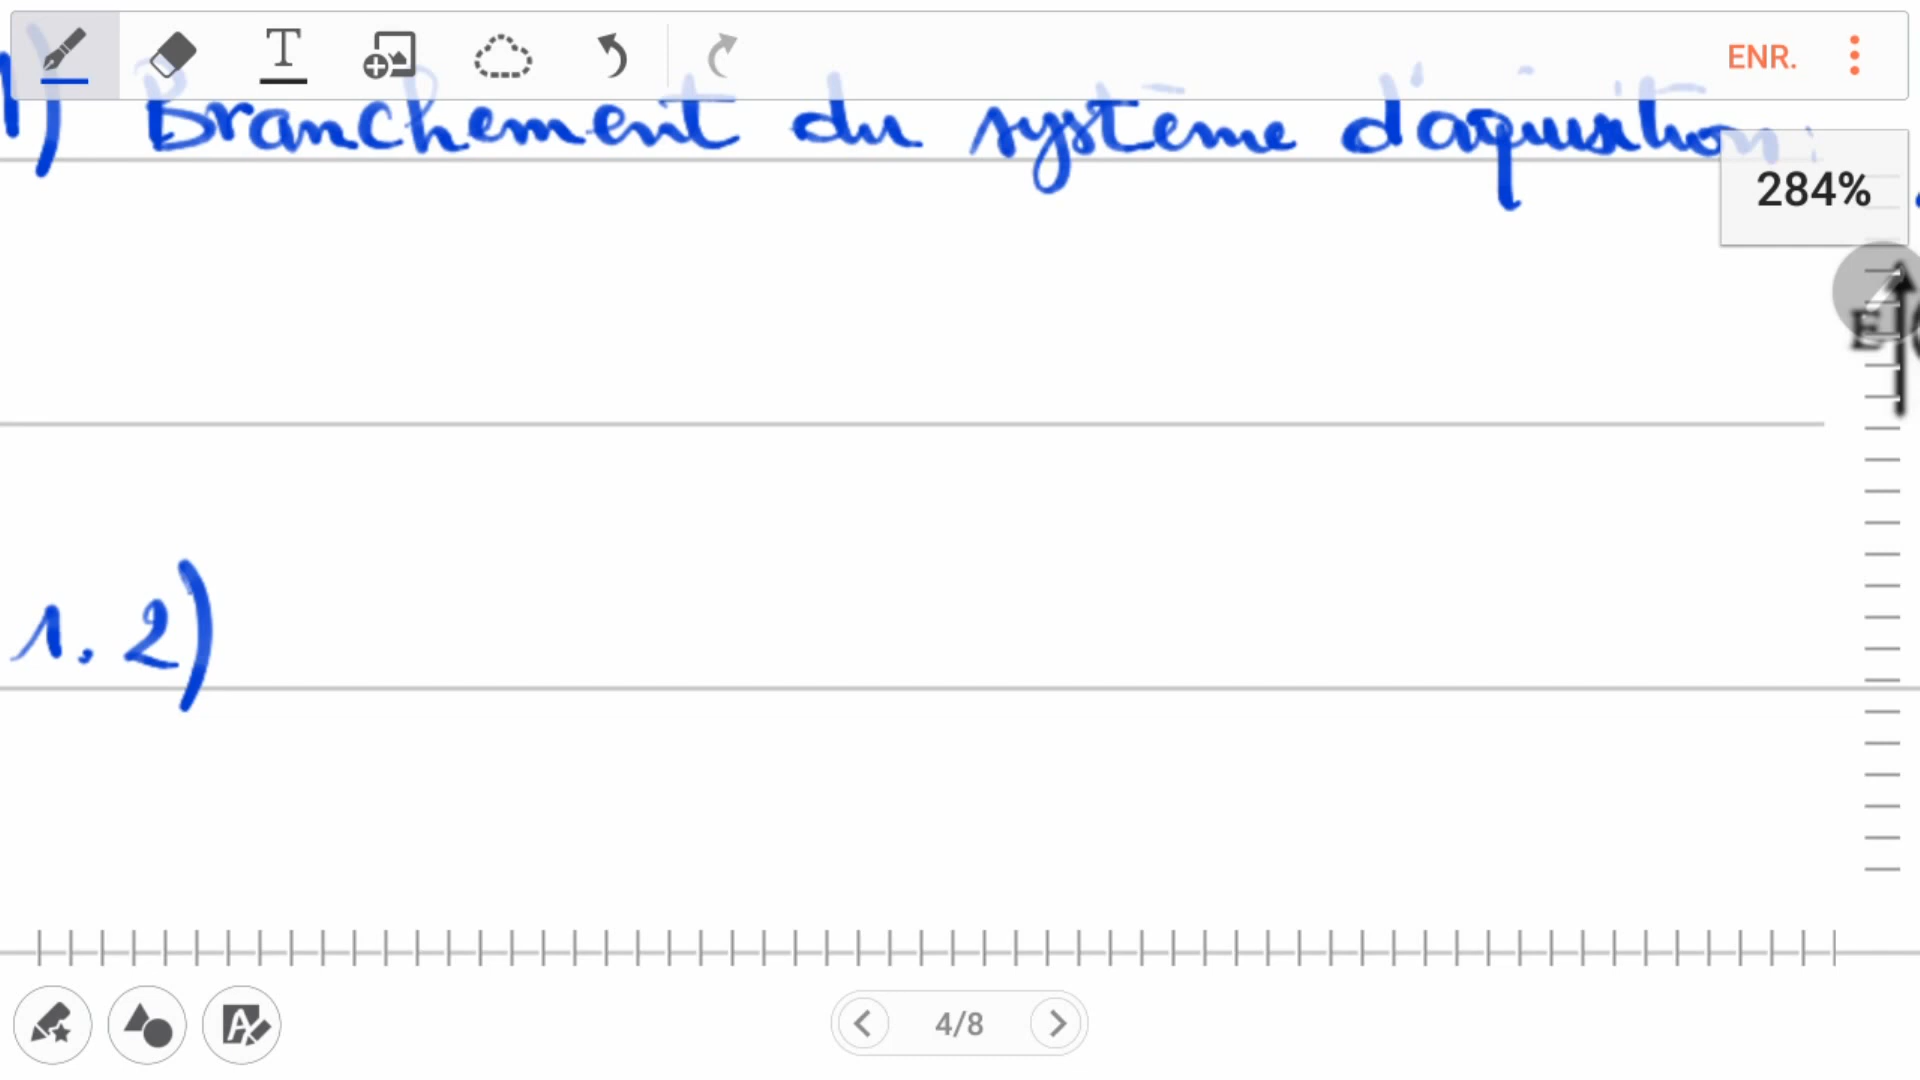 T ENR.
1) Branchement du système d'aquisition :
284%
E
1.2)
4/8